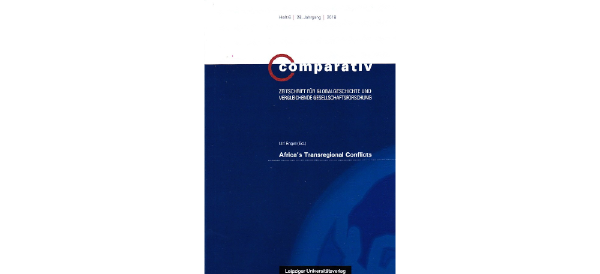 Heft 6 | 28. Jahrgang | 2018
comparativ
ZEITSCHRIFT FÜR GLOBALGESCHICHTE UND
VERGLEICHENDE GESELLSCHAFTSFORSCHUNG
Ulf Engel (Ed.)
Africa's Transregional Conflicts
Leipziger Universitätsverlag